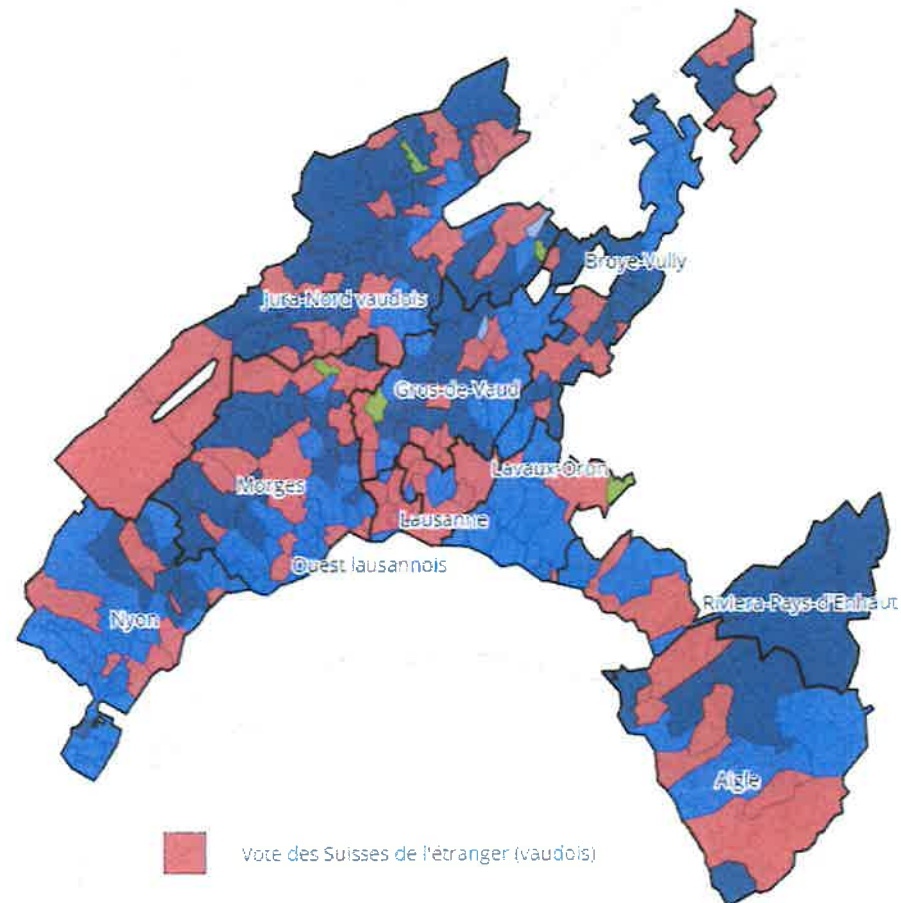 Broye-Vully
Jura-Nord vaudois
Gros-de-Vaud
Lavaux-Oron
Morges
Lausanne
Ouest lausannois
Riviera-Pays-d'Enhaut
Nyon
Aigle
Vote des Suisses de l'étranger (vaudois)